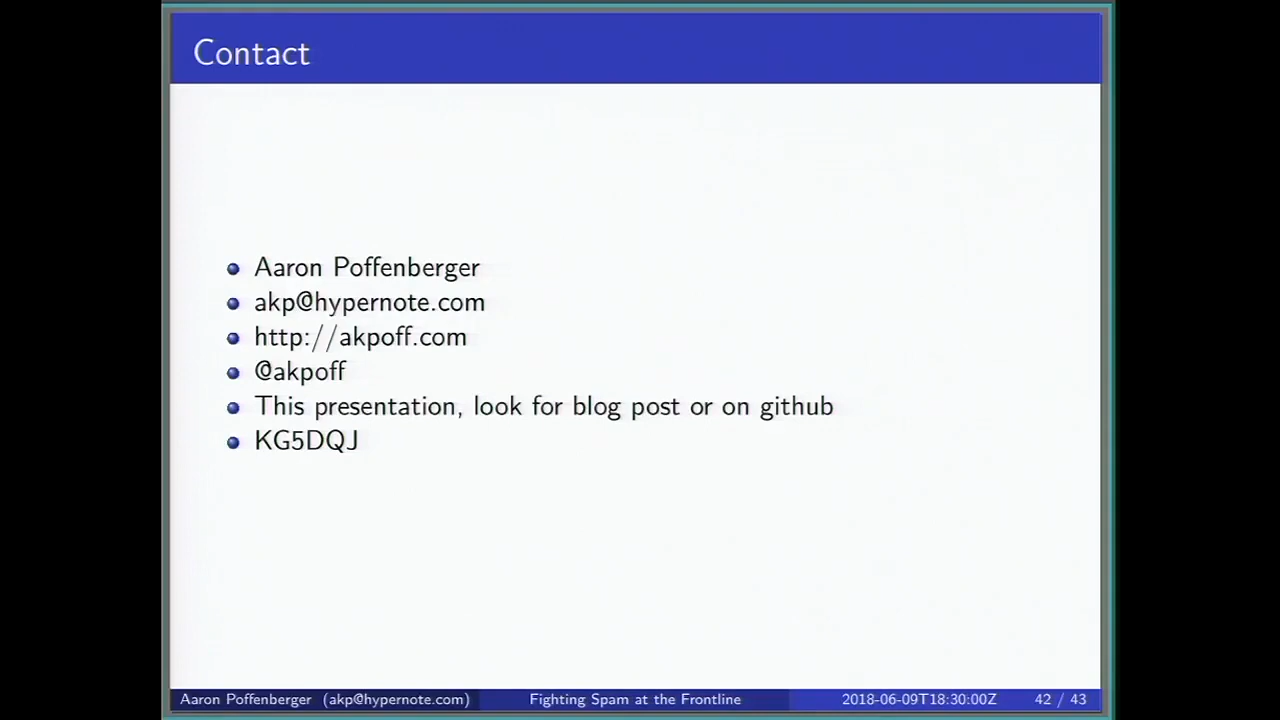 Contact
Aaron Poffenberger
akp@hypernote.com
http://akpoff.com
@akpoff
This presentation, look for blog post or on github
KG5DQJ
Aaron Poffenberger (akp@hypernote.com) Fighting Spam at the Frontline 2018-06-09T18:30:00Z 42 / 43